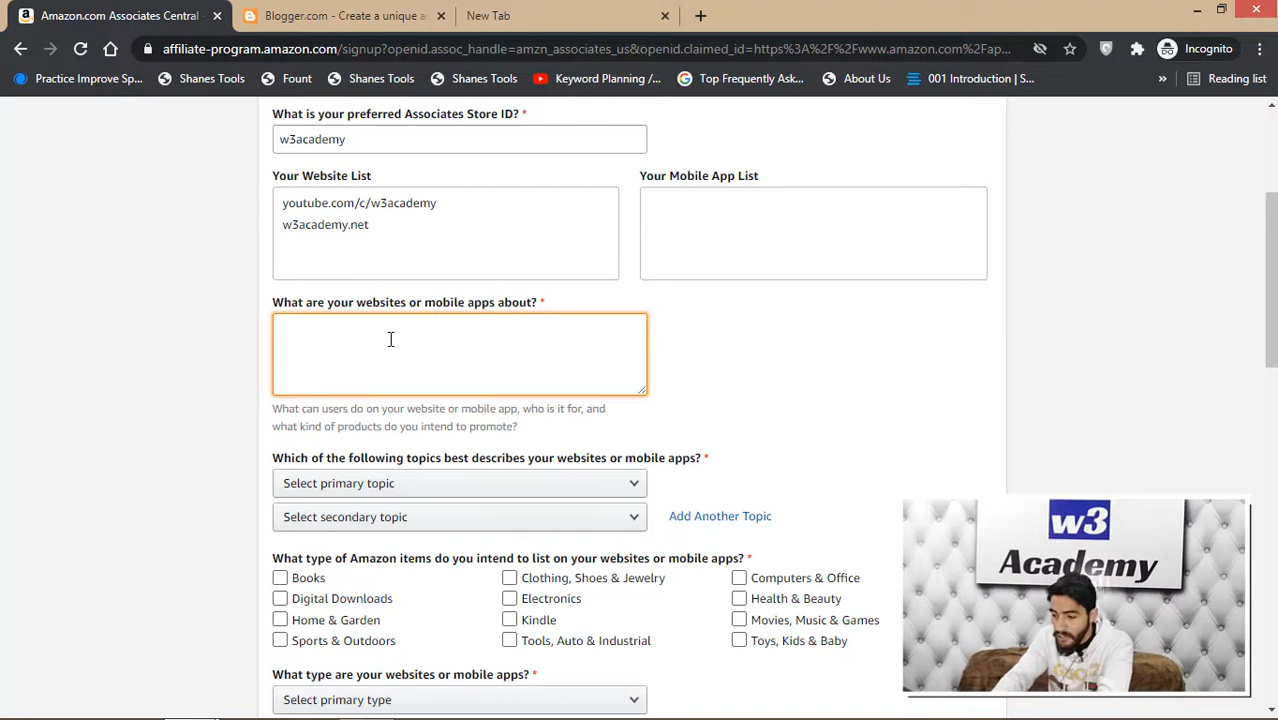 Amazon.com Associates Central
Blogger.com - Create a unique a
New Tab
affiliate-program.amazon.com/signup?openid.assoc_handle=amzn_associates_us&openid.claimed_id=https%3A%2F%2Fwww.amazon.com%2Fap...
Incognito
Practice Improve Sp...
Shanes Tools
Fount
Shanes Tools
Shanes Tools
Keyword Planning /...
Top Frequently Ask...
About Us
001 Introduction | S...
Reading list
What is your preferred Associates Store ID? *
w3academy
Your Website List
Your Mobile App List
youtube.com/c/w3academy
w3academy.net
What are your websites or mobile apps about? *
What can users do on your website or mobile app, who is it for, and
what kind of products do you intend to promote?
Which of the following topics best describes your websites or mobile apps? *
Select primary topic
Select secondary topic
Add Another Topic
What type of Amazon items do you intend to list on your websites or mobile apps? *
Books
Clothing, Shoes & Jewelry
Computers & Office
Digital Downloads
Electronics
Health & Beauty
Home & Garden
Kindle
Movies, Music & Games
Sports & Outdoors
Tools, Auto & Industrial
Toys, Kids & Baby
What type are your websites or mobile apps? *
Select primary type
w3
Academy